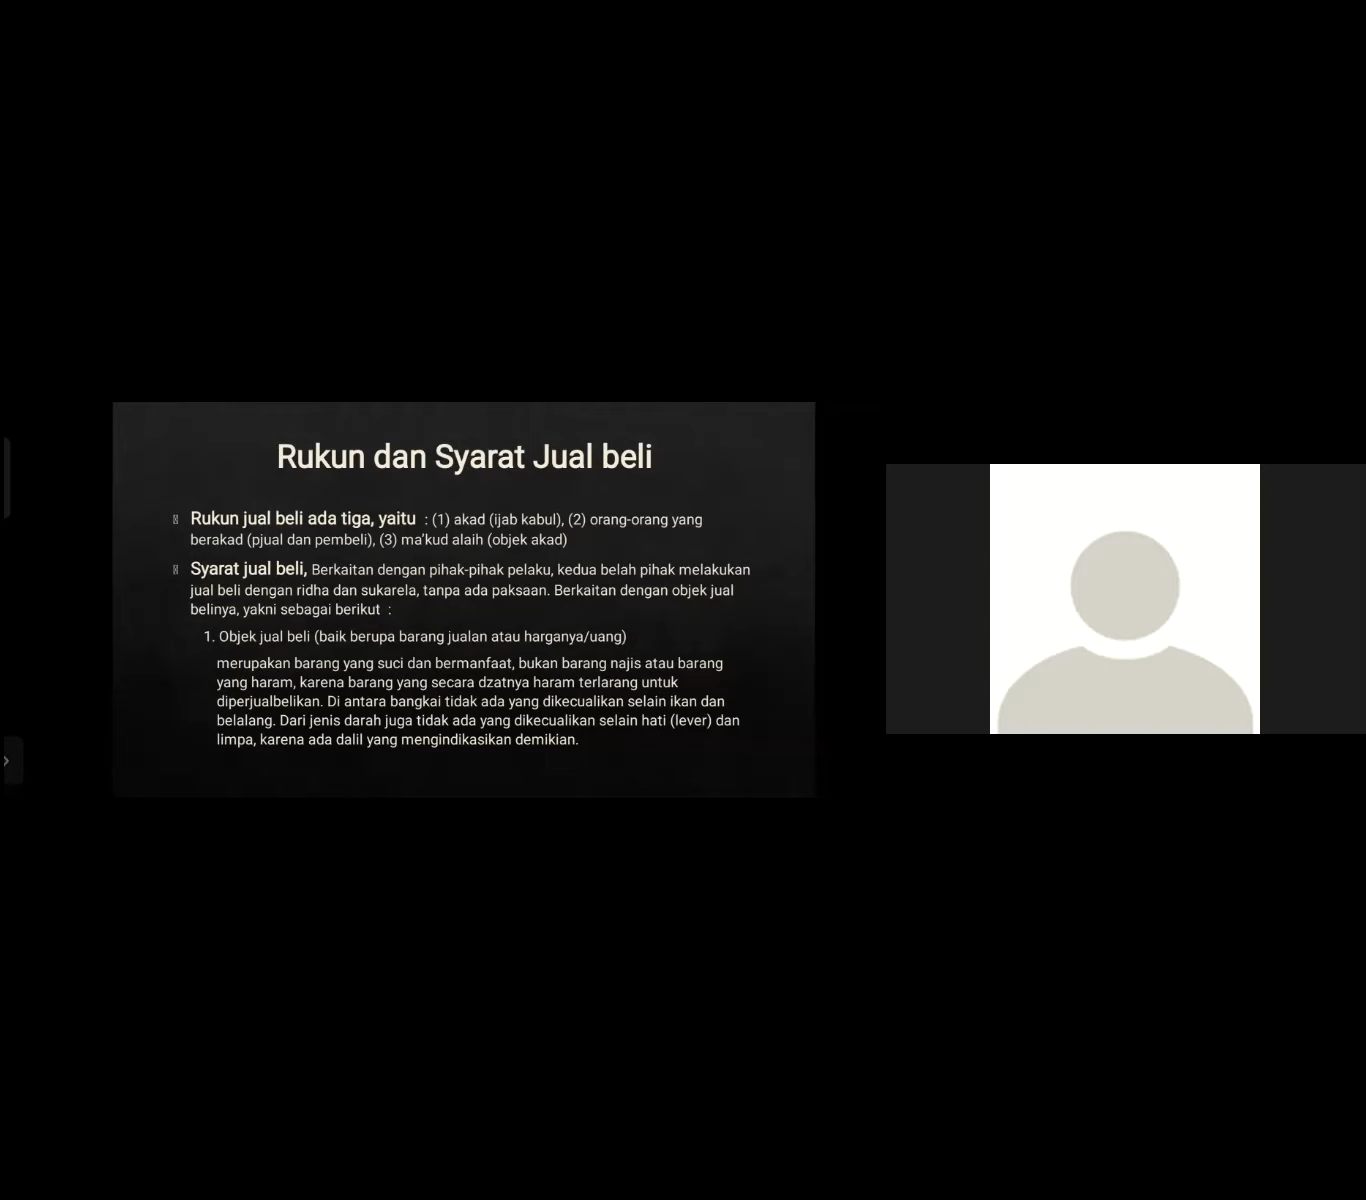 Rukun dan Syarat Jual beli
Rukun jual beli ada tiga, yaitu : (1) akad (ijab kabul), (2) orang-orang yang
berakad (pjual dan pembeli), (3) ma'kud alaih (objek akad)
Syarat jual beli, Berkaitan dengan pihak-pihak pelaku, kedua belah pihak melakukan
jual beli dengan ridha dan sukarela, tanpa ada paksaan. Berkaitan dengan objek jual
belinya, yakni sebagai berikut :
1. Objek jual beli (baik berupa barang jualan atau harganya/uang)
merupakan barang yang suci dan bermanfaat, bukan barang najis atau barang
yang haram, karena barang yang secara dzatnya haram terlarang untuk
diperjualbelikan. Di antara bangkai tidak ada yang dikecualikan selain ikan dan
belalang. Dari jenis darah juga tidak ada yang dikecualikan selain hati (lever) dan
limpa, karena ada dalil yang mengindikasikan demikian.